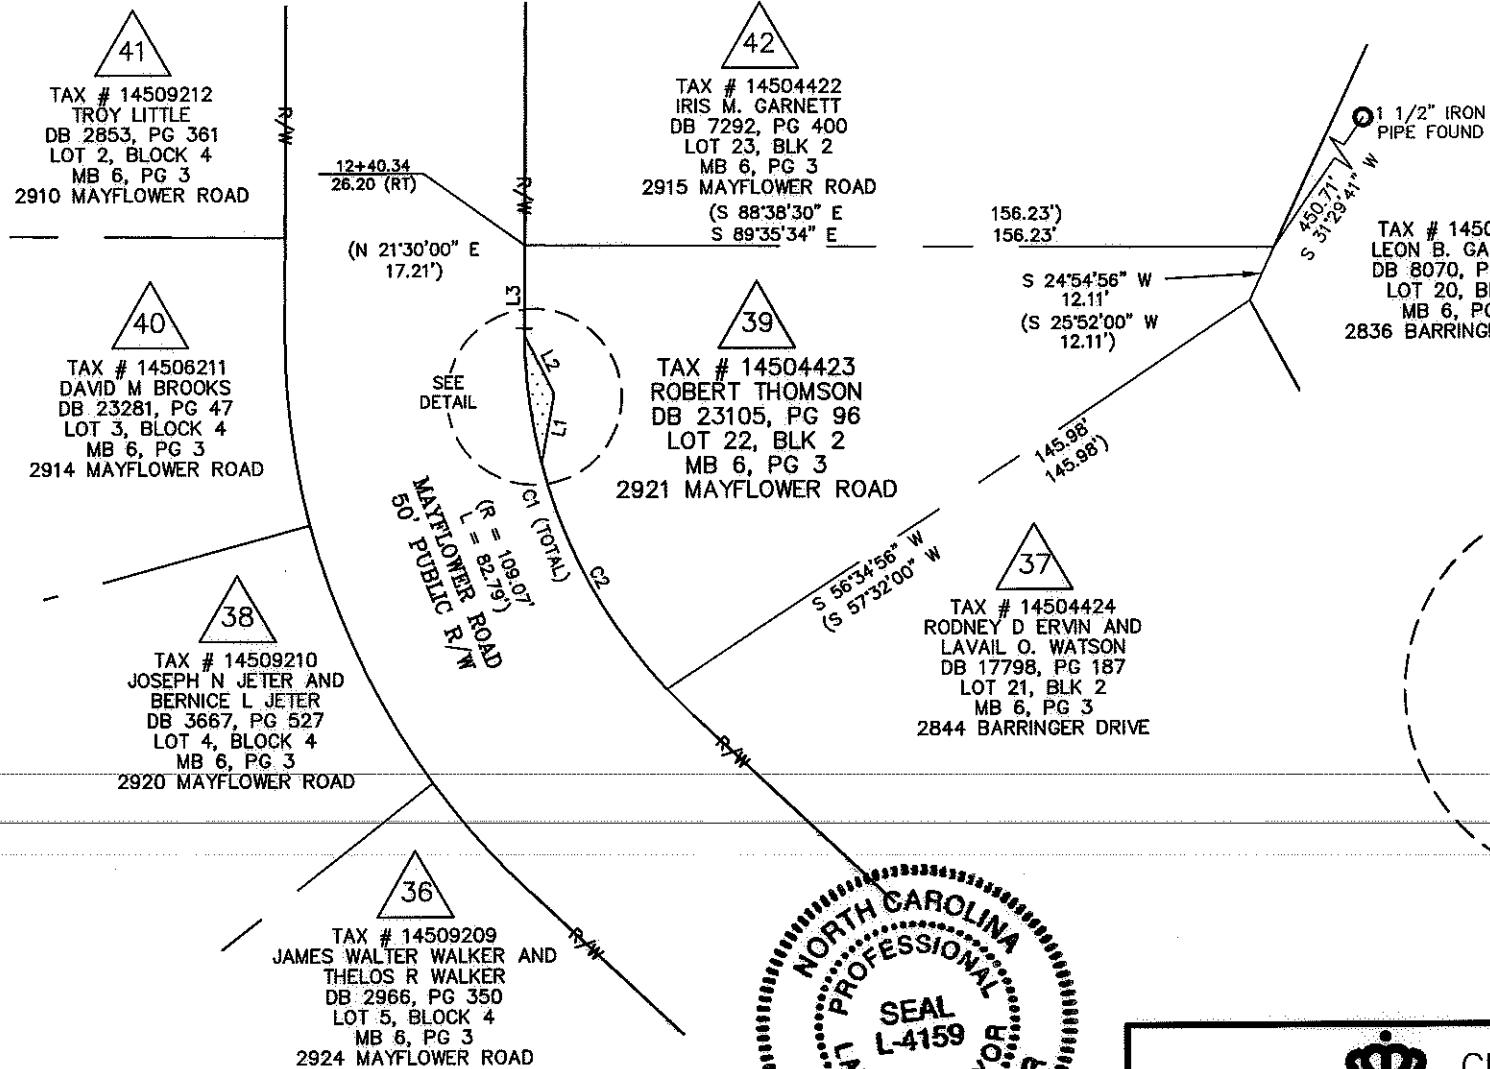 41
TAX # 14509212
TROY LITTLE
DB 2853, PG 361
LOT 2, BLOCK 4
MB 6, PG 3
2910 MAYFLOWER ROAD
R/W
12+40.34
26.20 (RT)
R/W
42
TAX # 14504422
IRIS M. GARNETT
DB 7292, PG 400
LOT 23, BLK 2
MB 6, PG 3
2915 MAYFLOWER ROAD
(S 88°38'30" E 156.23')
S 89°35'34" E 156.23'
1 1/2" IRON
PIPE FOUND
450.71'
S 31°29'41" W
TAX # 1450
LEON B. GA
DB 8070, P
LOT 20, B
MB 6, P
2836 BARRING
(N 21°30'00" E
17.21')
L3
S 24°54'56" W
12.11'
(S 25°52'00" W
12.11')
40
TAX # 14506211
DAVID M BROOKS
DB 23281, PG 47
LOT 3, BLOCK 4
MB 6, PG 3
2914 MAYFLOWER ROAD
SEE
DETAIL
L2
L1
39
TAX # 14504423
ROBERT THOMSON
DB 23105, PG 96
LOT 22, BLK 2
MB 6, PG 3
2921 MAYFLOWER ROAD
145.98'
145.98')
C1 (TOTAL)
(R = 109.07'
L = 82.79')
MAYFLOWER ROAD
50' PUBLIC R/W
C2
S 56°34'56" W
(S 57°32'00" W
37
TAX # 14504424
RODNEY D ERVIN AND
LAVAIL O. WATSON
DB 17798, PG 187
LOT 21, BLK 2
MB 6, PG 3
2844 BARRINGER DRIVE
38
TAX # 14509210
JOSEPH N JETER AND
BERNICE L JETER
DB 3667, PG 527
LOT 4, BLOCK 4
MB 6, PG 3
2920 MAYFLOWER ROAD
R/W
36
TAX # 14509209
JAMES WALTER WALKER AND
THELOS R WALKER
DB 2966, PG 350
LOT 5, BLOCK 4
MB 6, PG 3
2924 MAYFLOWER ROAD
R/W
NORTH CAROLINA
PROFESSIONAL
SEAL
L-4159